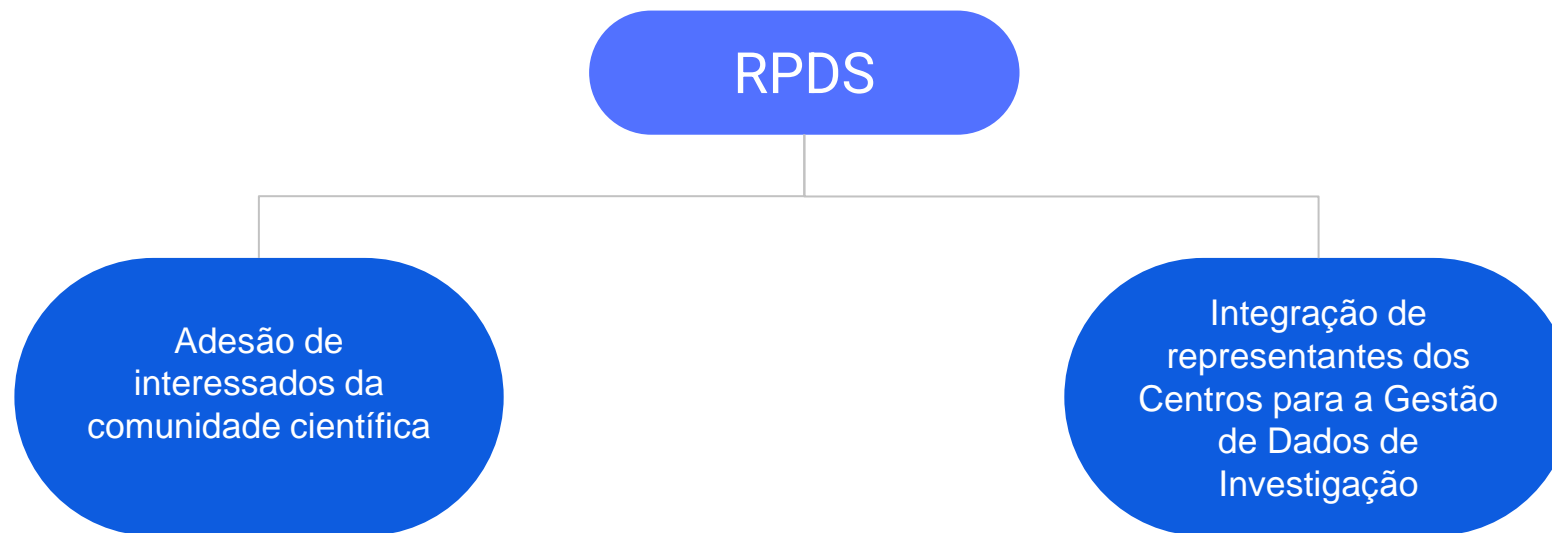 RPDS
Adesão de
interessados da
comunidade científica
Integração de
representantes dos
Centros para a Gestão
de Dados de
Investigação